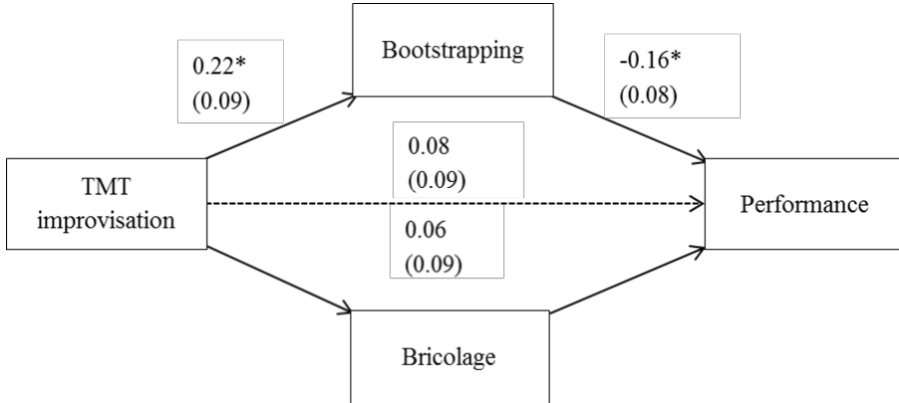 Bootstrapping
0.22*
(0.09)
-0.16*
(0.08)
0.08
(0.09)
TMT
improvisation
Performance
0.06
(0.09)
Bricolage